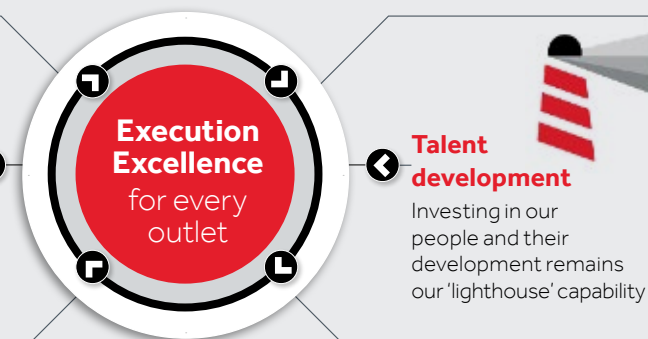 Execution
Excellence
for every
outlet
Talent
development
Investing in our
people and their
development remains
our 'lighthouse' capability